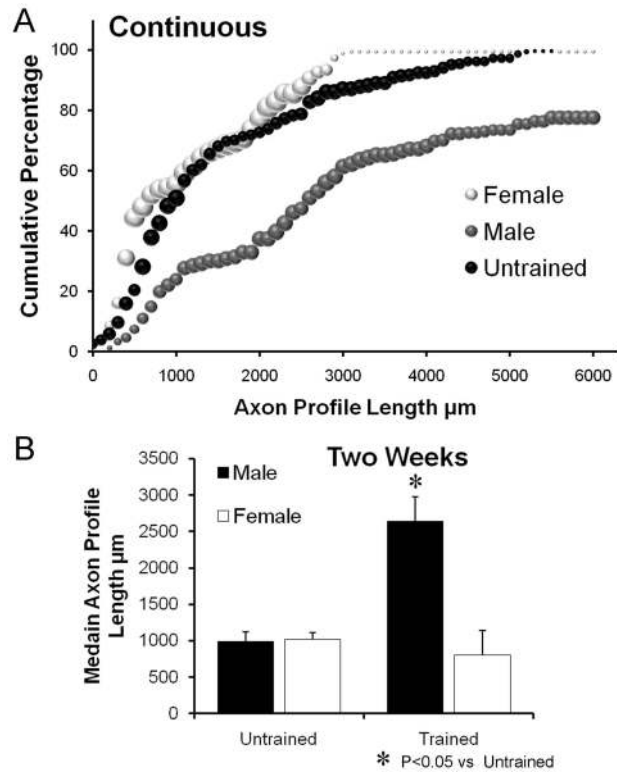 A
Continuous
Cumulative Percentage
100
80
60
40
20
0
Female
Male
Untrained
0 1000 2000 3000 4000 5000 6000
Axon Profile Length µm
B
Two Weeks
Medain Axon Profile
Length µm
3500
3000
2500
2000
1500
1000
500
0
Male
Female
*
Untrained Trained
* P<0.05 vs Untrained